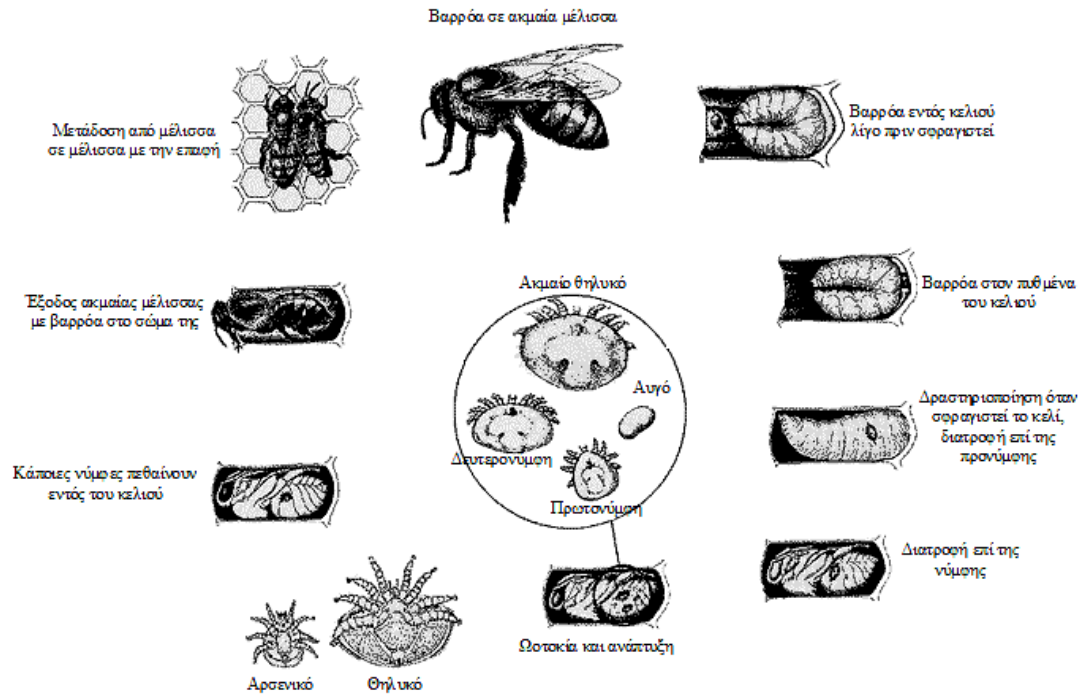 Βαρρόα σε ακμαία μέλισσα
Βαρρόα εντός κελιού
λίγο πριν σφραγιστεί
Βαρρόα στον πυθμένα
του κελιού
Δραστηριοποίηση όταν
σφραγιστεί το κελί,
διατροφή επί της
προνύμφης
Διατροφή επί της
νύμφης
Ωοτοκία και ανάπτυξη
Ακμαίο θηλυκό
Αυγό
Πρωτονύμφη
Δευτερονύμφη
Αρσενικό
Θηλυκό
Κάποιες νύμφες πεθαίνουν
εντός του κελιού
Έξοδος ακμαίας μέλισσας
με βαρρόα στο σώμα της
Μετάδοση από μέλισσα
σε μέλισσα με την επαφή